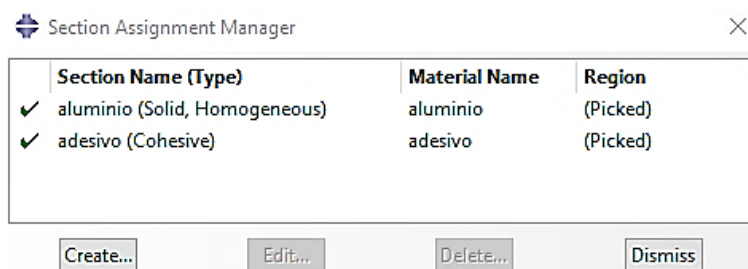 Section Assignment Manager
Section Name (Type) Material Name Region
aluminio (Solid, Homogeneous) aluminio (Picked)
adesivo (Cohesive) adesivo (Picked)
Create... Edit... Delete... Dismiss